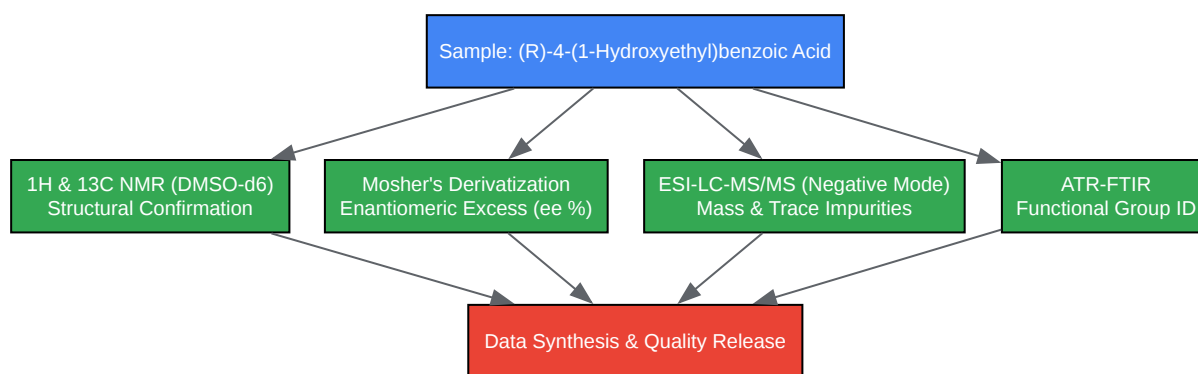 Sample: (R)-4-(1-Hydroxyethyl)benzoic Acid
1H & 13C NMR (DMSO-d6)
Structural Confirmation
Mosher's Derivatization
Enantiomeric Excess (ee %)
ESI-LC-MS/MS (Negative Mode)
Mass & Trace Impurities
ATR-FTIR
Functional Group ID
Data Synthesis & Quality Release